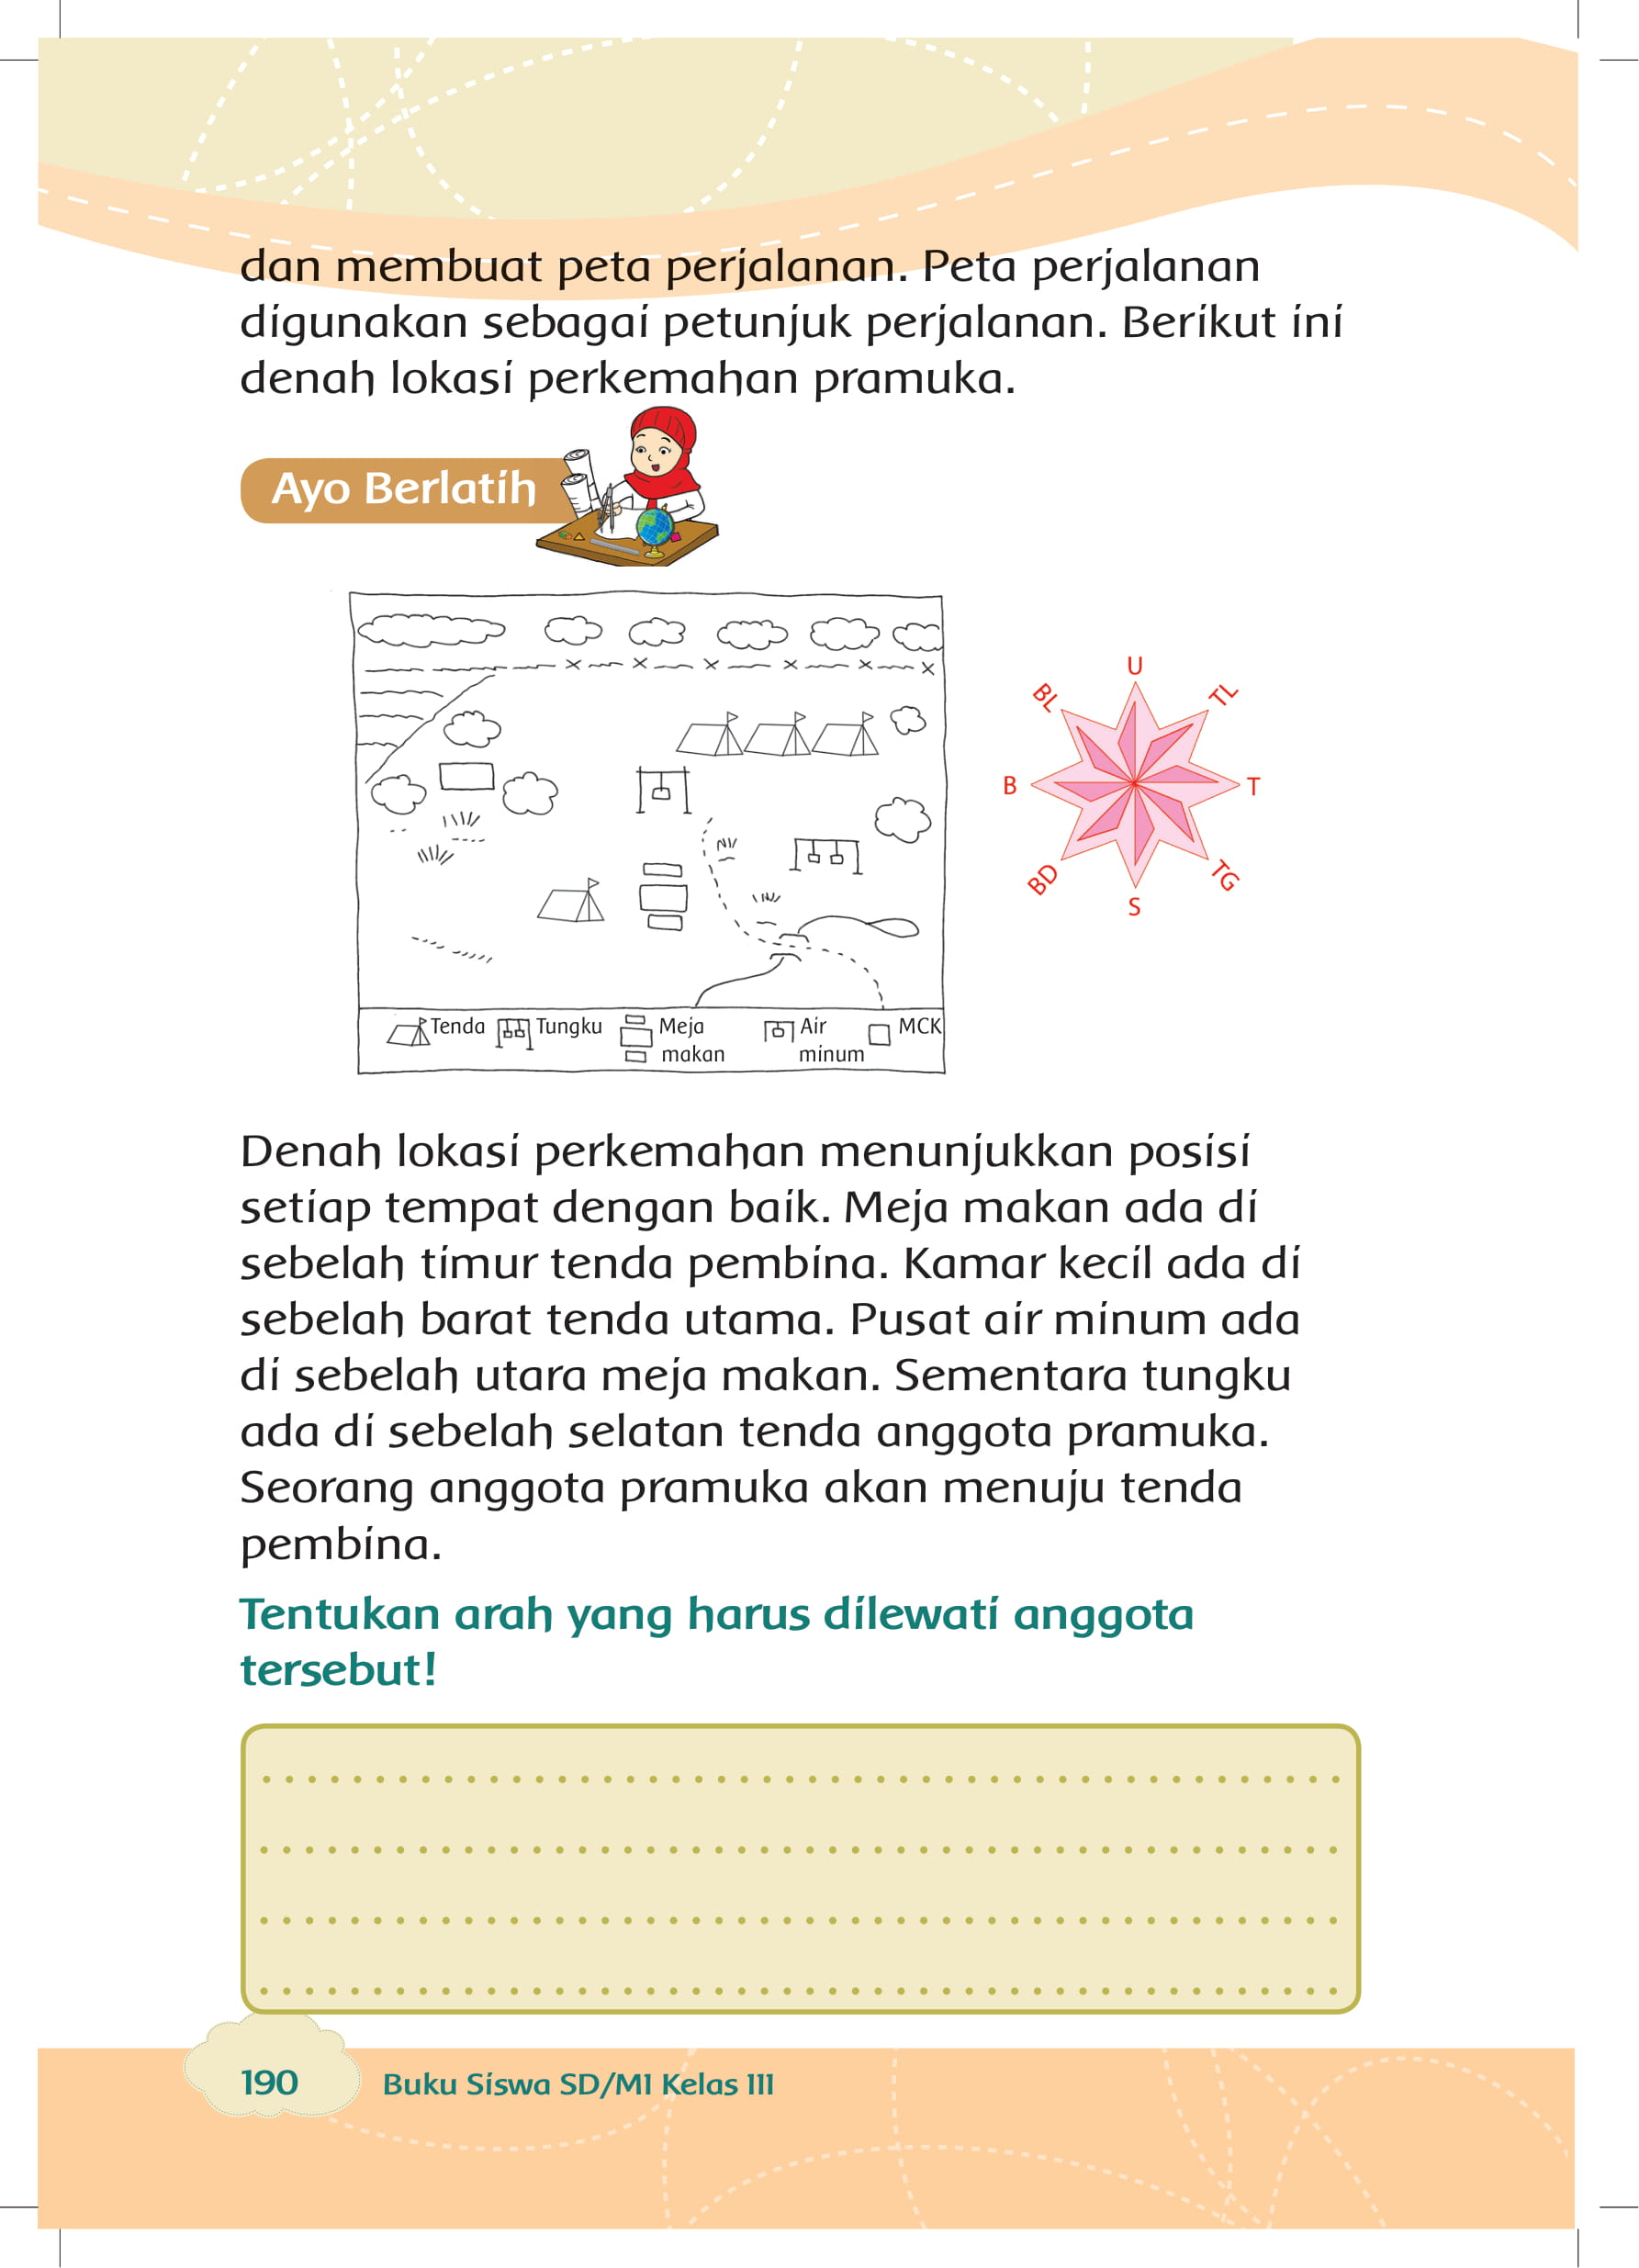 dan membuat peta perjalanan. Peta perjalanan
digunakan sebagai petunjuk perjalanan. Berikut ini
denah lokasi perkemahan pramuka.
Ayo Berlatih
U
BL
TL
B
T
BD
TG
S
Tenda
Tungku
Meja
makan
Air
minum
MCK
Denah lokasi perkemahan menunjukkan posisi
setiap tempat dengan baik. Meja makan ada di
sebelah timur tenda pembina. Kamar kecil ada di
sebelah barat tenda utama. Pusat air minum ada
di sebelah utara meja makan. Sementara tungku
ada di sebelah selatan tenda anggota pramuka.
Seorang anggota pramuka akan menuju tenda
pembina.
Tentukan arah yang harus dilewati anggota
tersebut!
190
Buku Siswa SD/MI Kelas III